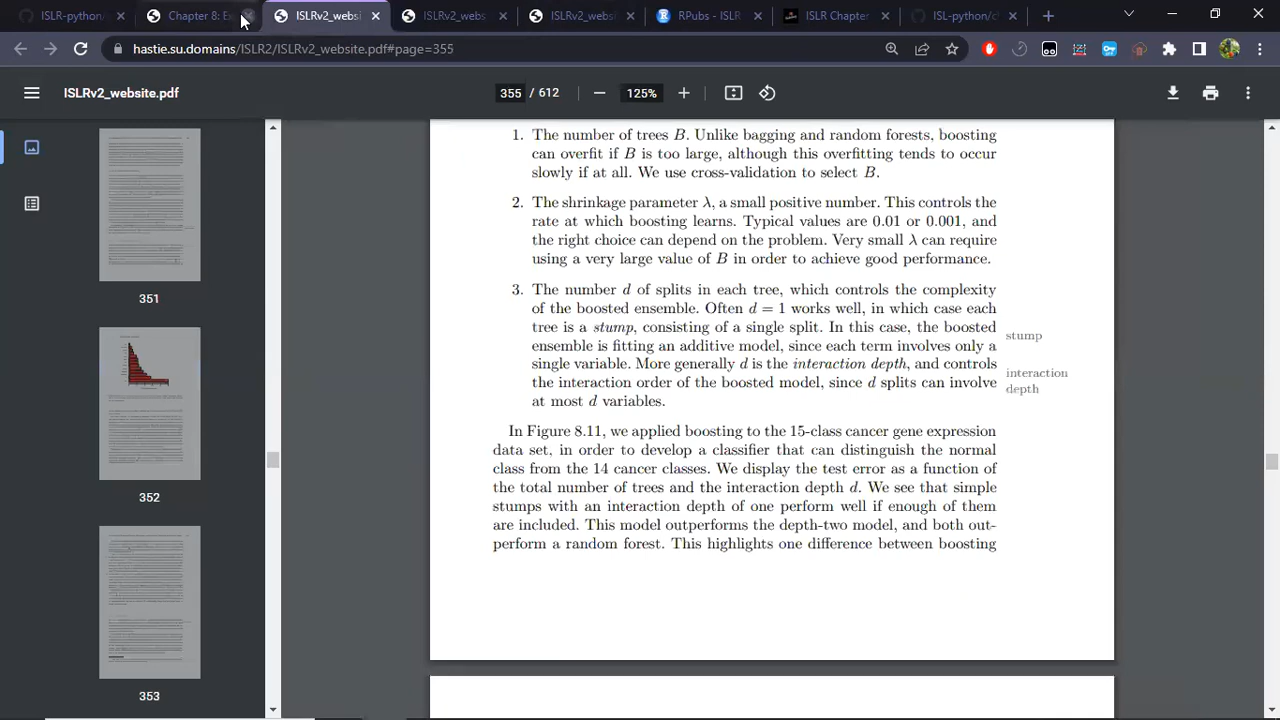 ISLR-python/
Chapter 8: Ex
ISLRv2_websi
ISLRv2_webs
ISLRv2_webs
RPubs - ISLR
ISLR Chapter
ISL-python/c
hastie.su.domains/ISLR2/ISLRv2_website.pdf#page=355
ISLRv2_website.pdf
355 / 612
125%
1. The number of trees B. Unlike bagging and random forests, boosting
can overfit if B is too large, although this overfitting tends to occur
slowly if at all. We use cross-validation to select B.
2. The shrinkage parameter λ, a small positive number. This controls the
rate at which boosting learns. Typical values are 0.01 or 0.001, and
the right choice can depend on the problem. Very small λ can require
using a very large value of B in order to achieve good performance.
3. The number d of splits in each tree, which controls the complexity
of the boosted ensemble. Often d = 1 works well, in which case each
tree is a stump, consisting of a single split. In this case, the boosted
stump
ensemble is fitting an additive model, since each term involves only a
single variable. More generally d is the interaction depth, and controls
interaction
the interaction order of the boosted model, since d splits can involve
depth
at most d variables.
In Figure 8.11, we applied boosting to the 15-class cancer gene expression
data set, in order to develop a classifier that can distinguish the normal
class from the 14 cancer classes. We display the test error as a function of
the total number of trees and the interaction depth d. We see that simple
stumps with an interaction depth of one perform well if enough of them
are included. This model outperforms the depth-two model, and both out-
perform a random forest. This highlights one difference between boosting
351
352
353